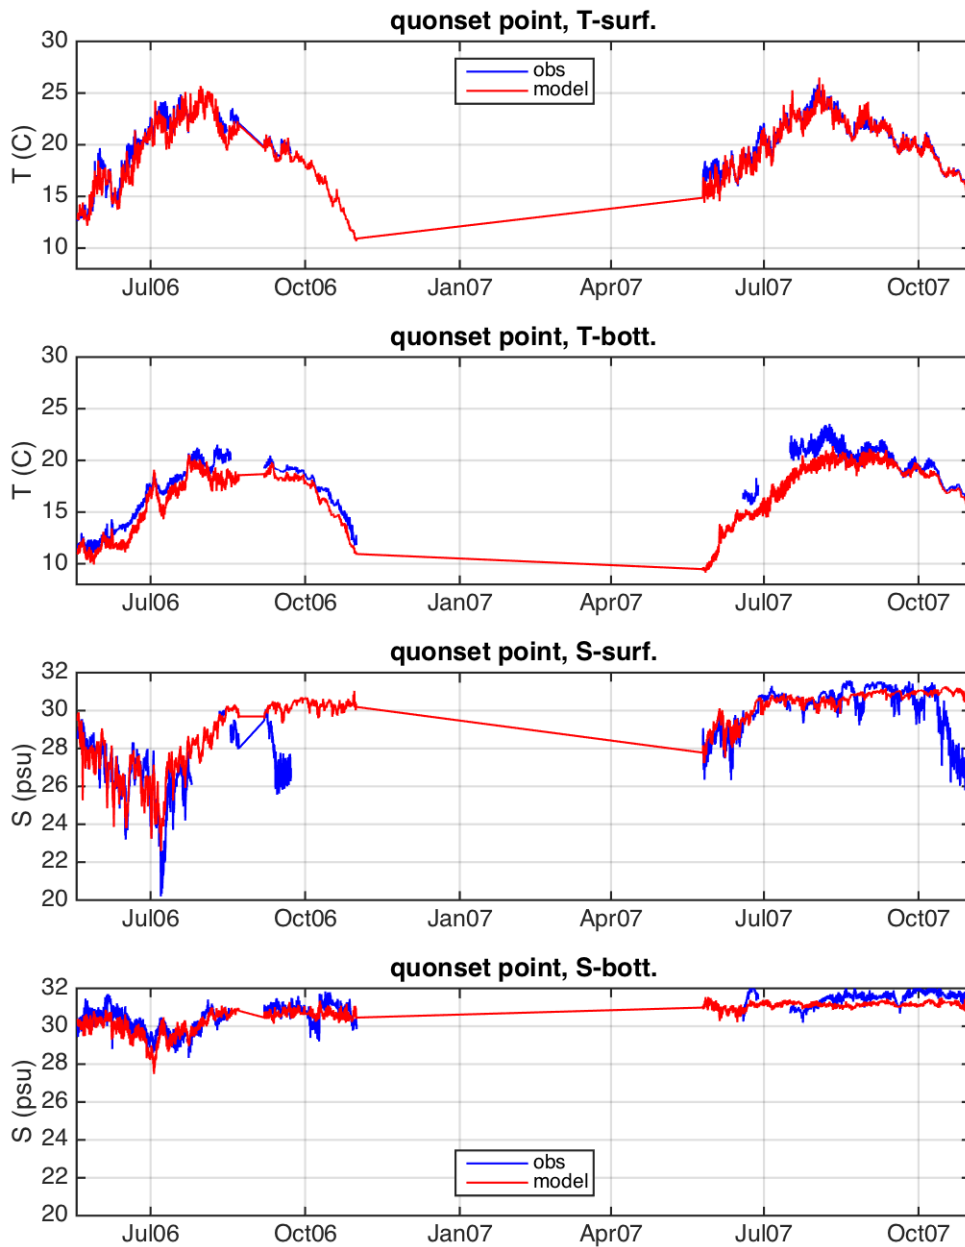 quonset point, T-surf.
30
25
20
15
10
T (C)
obs
model
Jul06 Oct06 Jan07 Apr07 Jul07 Oct07
quonset point, T-bott.
30
25
20
15
10
T (C)
Jul06 Oct06 Jan07 Apr07 Jul07 Oct07
quonset point, S-surf.
32
30
28
26
24
22
20
S (psu)
Jul06 Oct06 Jan07 Apr07 Jul07 Oct07
quonset point, S-bott.
32
30
28
26
24
22
20
S (psu)
obs
model
Jul06 Oct06 Jan07 Apr07 Jul07 Oct07